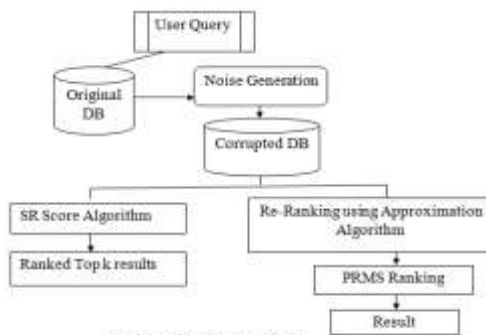 User Query
Original
DB
Noise Generation
Corrupted DB
SR Score Algorithm
Re-Ranking using Approximation
Algorithm
Ranked Top k results
PRMS Ranking
Result